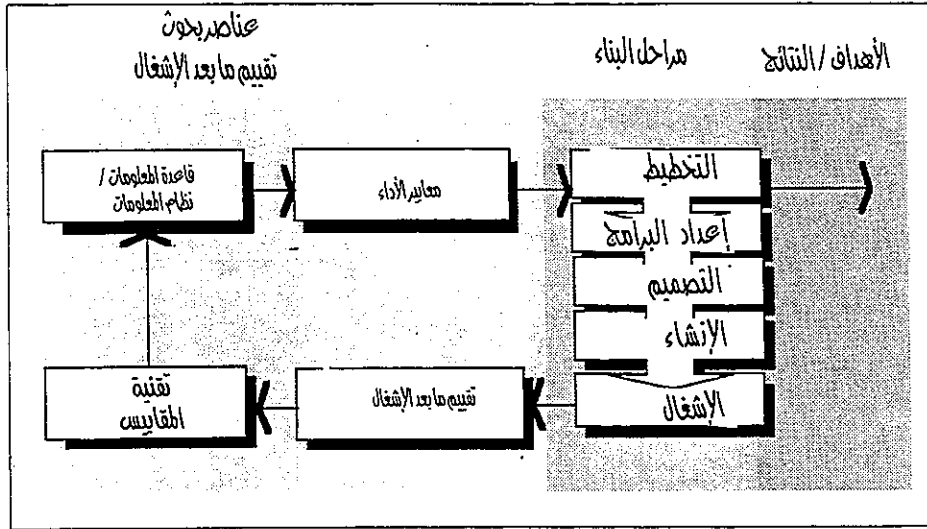 الأهداف / النتائج
مراحل البناء
عناصر بحوث
تقييم ما بعد الإشغال
التخطيط
إعداد البرامج
التصميم
الإنشاء
الإشغال
معايير الأداء
قاعدة المعلومات /
نظام المعلومات
تقييم ما بعد الإشغال
تقنية
المقاييس